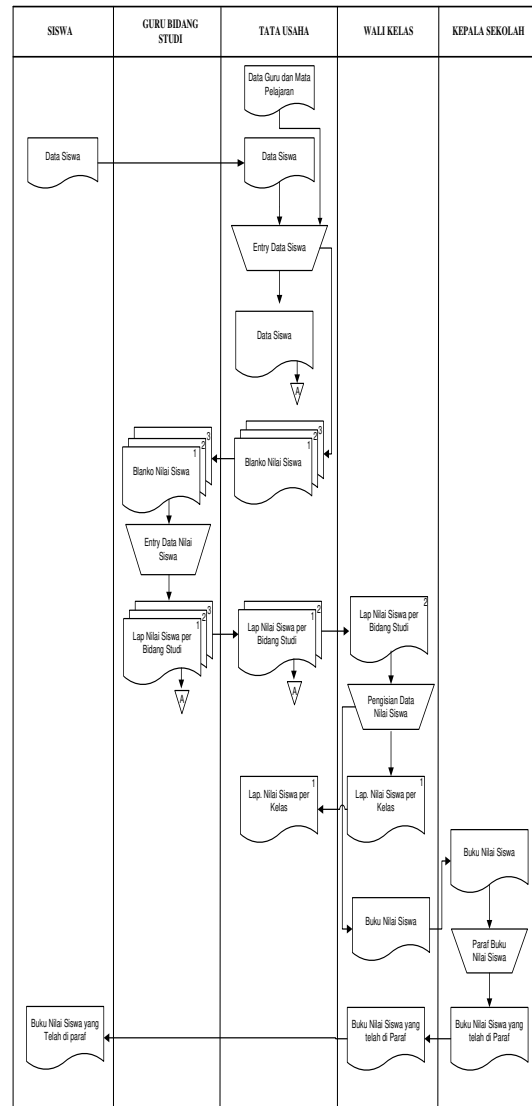 SISWA
GURU BIDANG
STUDI
TATA USAHA
WALI KELAS
KEPALA SEKOLAH
Data Guru dan Mata
Pelajaran
Data Siswa
Data Siswa
Entry Data Siswa
Data Siswa
A
3
2
1
Blanko Nilai Siswa
3
2
1
Blanko Nilai Siswa
Entry Data Nilai
Siswa
3
2
1
Lap Nilai Siswa per
Bidang Studi
A
2
1
Lap Nilai Siswa per
Bidang Studi
A
2
Lap Nilai Siswa per
Bidang Studi
Pengisian Data
Nilai Siswa
1
Lap. Nilai Siswa per
Kelas
1
Lap. Nilai Siswa per
Kelas
Buku Nilai Siswa
Buku Nilai Siswa
Paraf Buku
Nilai Siswa
Buku Nilai Siswa yang
Telah di paraf
Buku Nilai Siswa yang
telah di Paraf
Buku Nilai Siswa yang
telah di Paraf